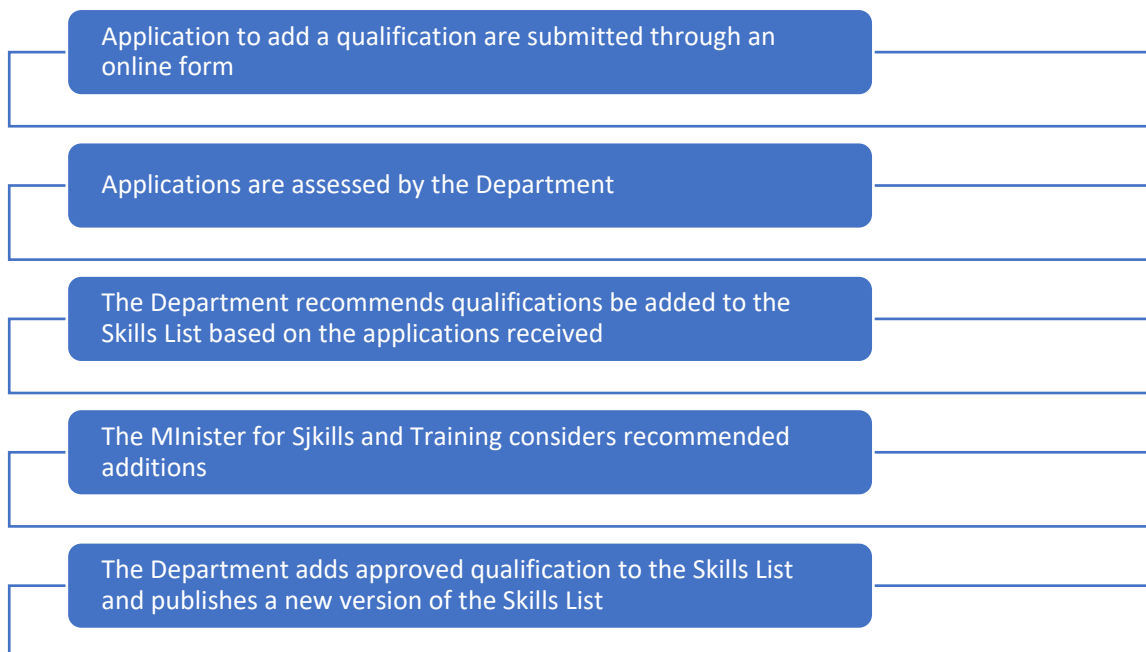 Application to add a qualification are submitted through an
online form
Applications are assessed by the Department
The Department recommends qualifications be added to the
Skills List based on the applications received
The MInister for Sjkills and Training considers recommended
additions
The Department adds approved qualification to the Skills List
and publishes a new version of the Skills List